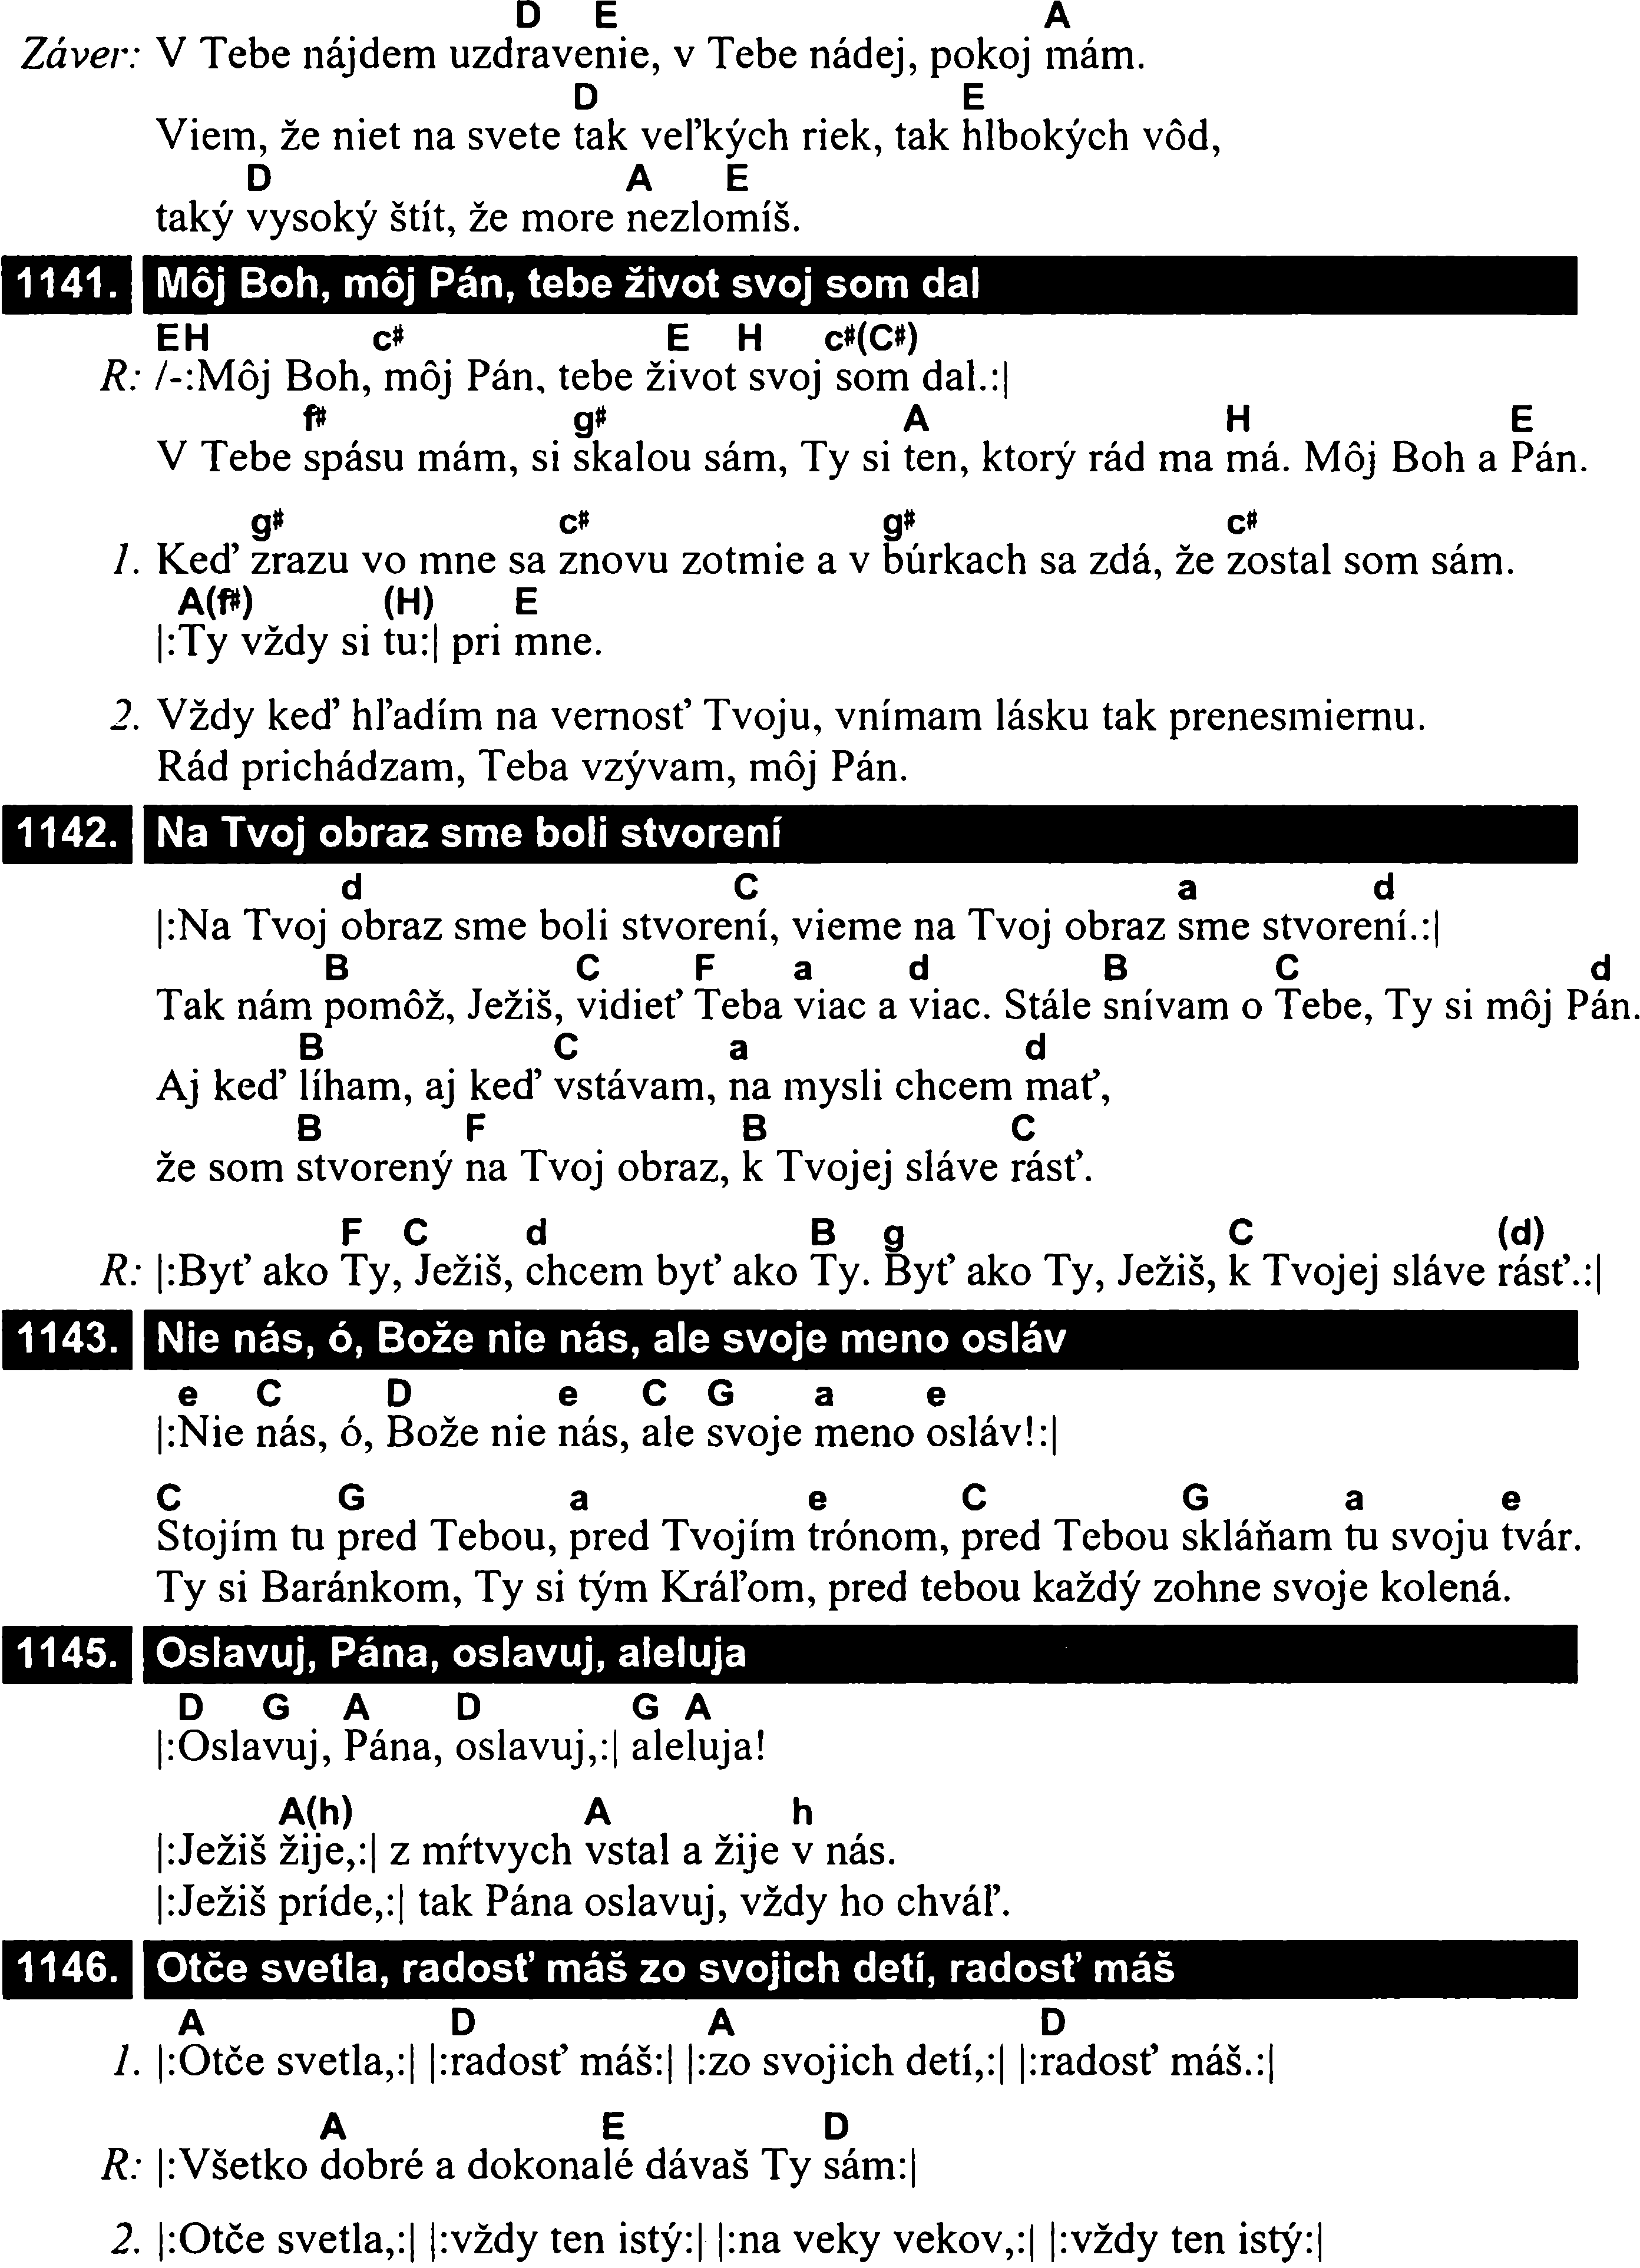 D E A
Záver: V Tebe nájdem uzdravenie, v Tebe nádej, pokoj mám.
D E
Viem, že niet na svete tak veľkých riek, tak hlbokých vôd,
D A E
taký vysoký štít, že more nezlomíš.
1141. Môj Boh, môj Pán, tebe život svoj som dal
E H c# E H c#(C#)
R: /-:Môj Boh, môj Pán, tebe život svoj som dal.:|
f# g# A H E
V Tebe spásu mám, si skalou sám, Ty si ten, ktorý rád ma má. Môj Boh a Pán.
g# c# g# c#
1. Keď zrazu vo mne sa znovu zotmie a v búrkach sa zdá, že zostal som sám.
A(f#) (H) E
|:Ty vždy si tu:| pri mne.
2. Vždy keď hľadím na vernosť Tvoju, vnímam lásku tak prenesmiernu.
Rád prichádzam, Teba vzývam, môj Pán.
1142. Na Tvoj obraz sme boli stvorení
d C a d
|:Na Tvoj obraz sme boli stvorení, vieme na Tvoj obraz sme stvorení.:|
B C F a d B C d
Tak nám pomôž, Ježiš, vidieť Teba viac a viac. Stále snívam o Tebe, Ty si môj Pán.
B C a d
Aj keď líham, aj keď vstávam, na mysli chcem mať,
B F B C
že som stvorený na Tvoj obraz, k Tvojej sláve rásť.
F C d B g C (d)
R: |:Byť ako Ty, Ježiš, chcem byť ako Ty. Byť ako Ty, Ježiš, k Tvojej sláve rásť.:|
1143. Nie nás, ó, Bože nie nás, ale svoje meno osláv
e C D e C G a e
|:Nie nás, ó, Bože nie nás, ale svoje meno osláv!:|
C G a e C G a e
Stojím tu pred Tebou, pred Tvojím trónom, pred Tebou skláňam tu svoju tvár.
Ty si Baránkom, Ty si tým Kráľom, pred tebou každý zohne svoje kolená.
1145. Oslavuj, Pána, oslavuj, aleluja
D G A D G A
|:Oslavuj, Pána, oslavuj,:| aleluja!
A(h) A h
|:Ježiš žije,:| z mŕtvych vstal a žije v nás.
|:Ježiš príde,:| tak Pána oslavuj, vždy ho chváľ.
1146. Otče svetla, radosť máš zo svojich detí, radosť máš
A D A D
1. |:Otče svetla,:| |:radosť máš:| |:zo svojich detí,:| |:radosť máš.:|
A E D
R: |:Všetko dobré a dokonalé dávaš Ty sám:|
2. |:Otče svetla,:| |:vždy ten istý:| |:na veky vekov,:| |:vždy ten istý:|